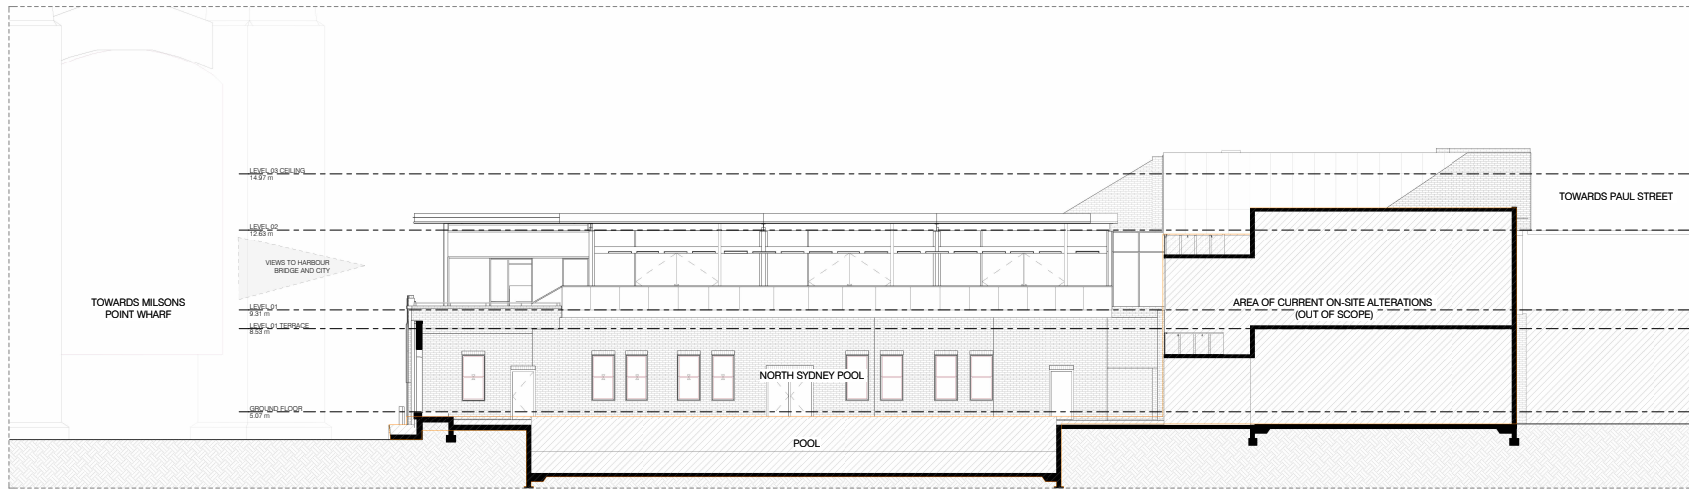 LEVEL 03 CEILING
14.97 m
TOWARDS PAUL STREET
LEVEL 02
12.63 m
VIEWS TO HARBOUR
BRIDGE AND CITY
TOWARDS MILSONS
POINT WHARF
LEVEL 01
9.31 m
AREA OF CURRENT ON-SITE ALTERATIONS
(OUT OF SCOPE)
LEVEL 01 TERRACE
8.53 m
NORTH SYDNEY POOL
GROUND FLOOR
5.07 m
POOL